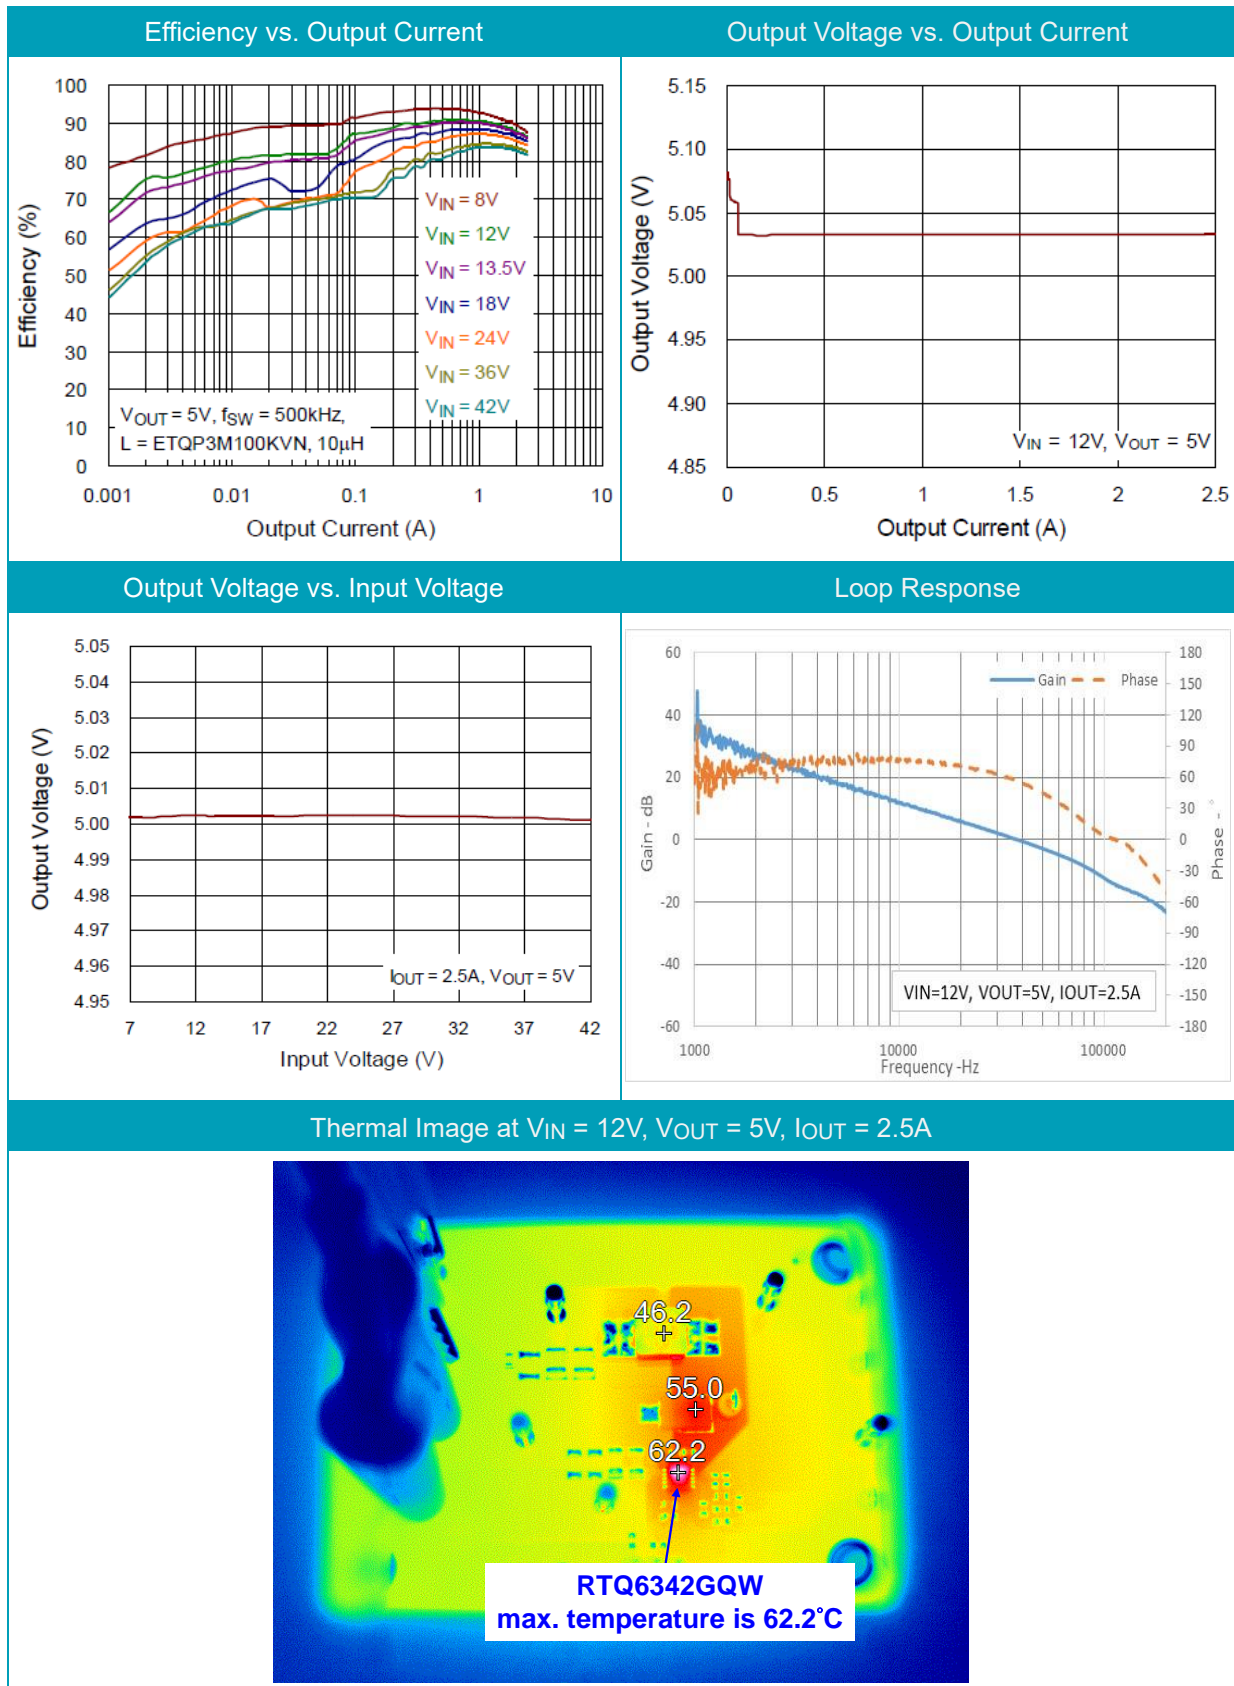 Efficiency vs. Output Current
Output Voltage vs. Output Current
100
90
80
70
60
50
40
30
20
10
0
Efficiency (%)
VIN = 8V
VIN = 12V
VIN = 13.5V
VIN = 18V
VIN = 24V
VIN = 36V
VIN = 42V
VOUT = 5V, fSW = 500kHz,
L = ETQP3M100KVN, 10μH
0.001 0.01 0.1 1 10
Output Current (A)
5.15
5.10
5.05
5.00
4.95
4.90
4.85
Output Voltage (V)
VIN = 12V, VOUT = 5V
0 0.5 1 1.5 2 2.5
Output Current (A)
Output Voltage vs. Input Voltage
Loop Response
5.05
5.04
5.03
5.02
5.01
5.00
4.99
4.98
4.97
4.96
4.95
Output Voltage (V)
IOUT = 2.5A, VOUT = 5V
7 12 17 22 27 32 37 42
Input Voltage (V)
60
40
20
0
-20
-40
-60
Gain - dB
Gain Phase
180
150
120
90
60
30
0
-30
-60
-90
-120
-150
-180
Phase - °
VIN=12V, VOUT=5V, IOUT=2.5A
1000 10000 100000
Frequency -Hz
Thermal Image at VIN = 12V, VOUT = 5V, IOUT = 2.5A
46.2
55.0
62.2
RTQ6342GQW
max. temperature is 62.2°C